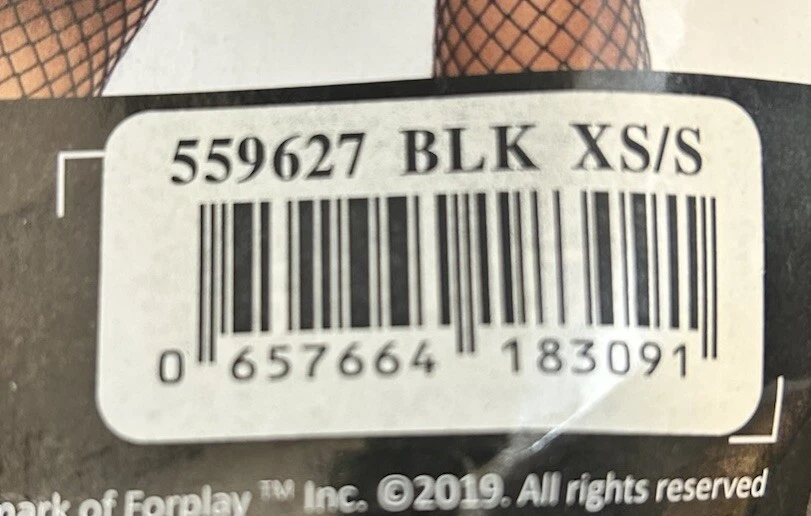 559627 BLK XS/S
0 657664 183091
mark of Forplay™ Inc. ©2019. All rights reserved